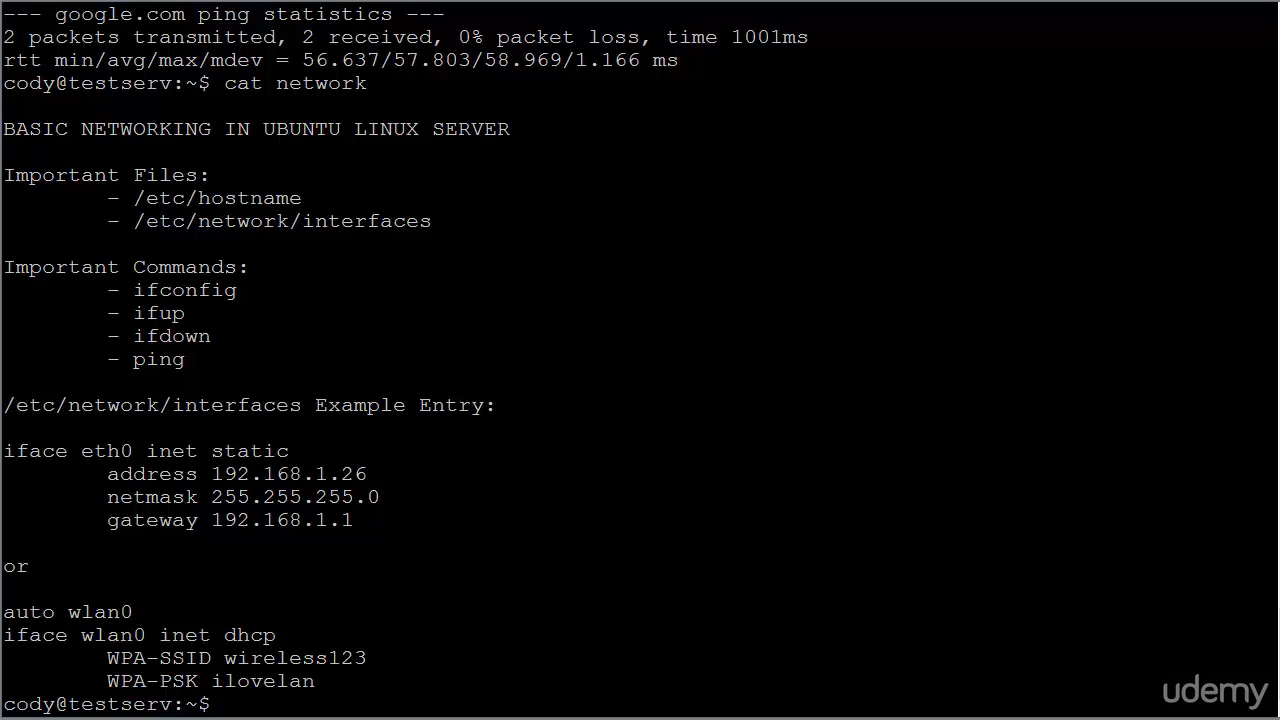 --- google.com ping statistics ---
2 packets transmitted, 2 received, 0% packet loss, time 1001ms
rtt min/avg/max/mdev = 56.637/57.803/58.969/1.166 ms
cody@testserv:~$ cat network
BASIC NETWORKING IN UBUNTU LINUX SERVER
Important Files:
- /etc/hostname
- /etc/network/interfaces
Important Commands:
- ifconfig
- ifup
- ifdown
- ping
/etc/network/interfaces Example Entry:
iface eth0 inet static
address 192.168.1.26
netmask 255.255.255.0
gateway 192.168.1.1
or
auto wlan0
iface wlan0 inet dhcp
WPA-SSID wireless123
WPA-PSK ilovelan
cody@testserv:~$
udemy